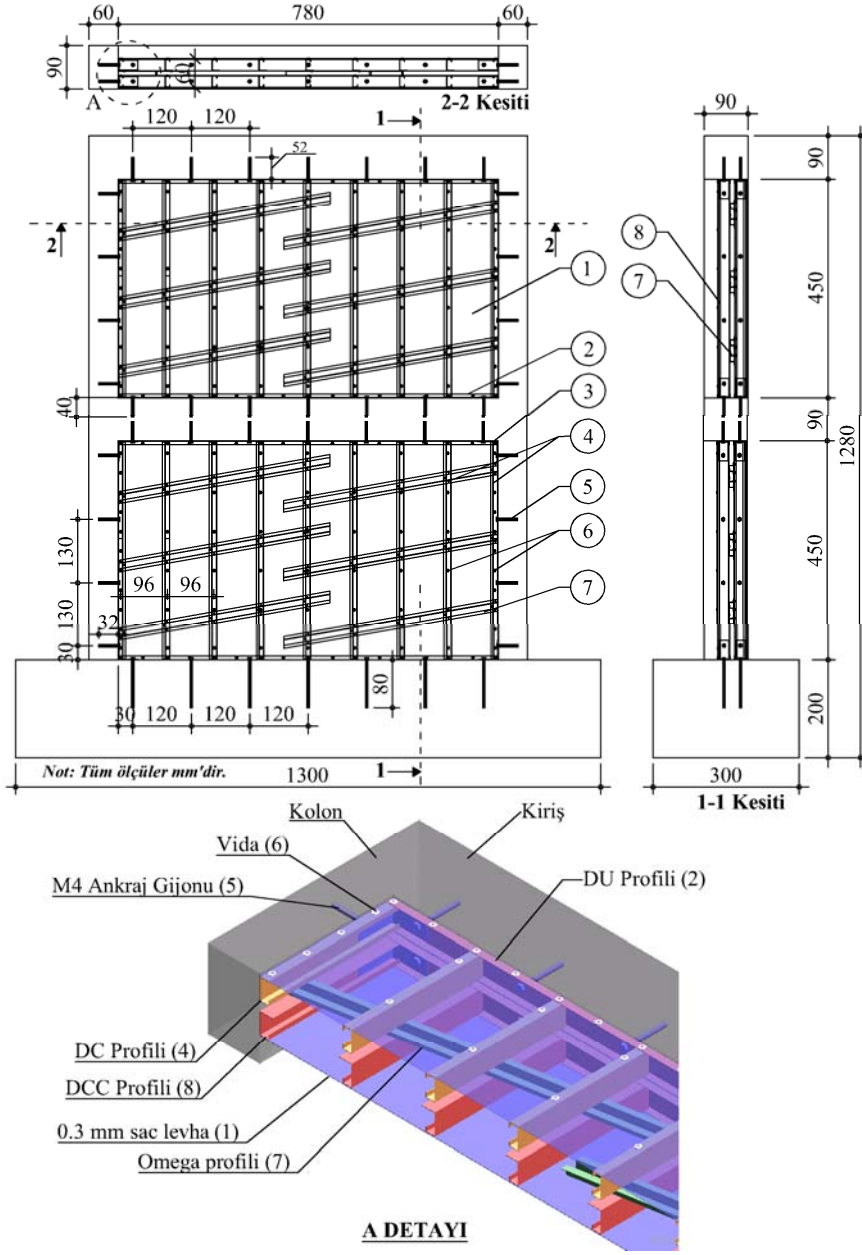 60 780 60
90
60
A
2-2 Kesiti
120 120
1
52
90
2 2
1
2
3
4
5
6
7
8
7
40
130
130
30
96 96
32
80
30 120 120 120
Not: Tüm ölçüler mm'dir.
1300
1
90
450
90
450
200
1280
300
1-1 Kesiti
Kolon
Kiriş
Vida (6)
M4 Ankraj Gijonu (5)
DU Profili (2)
DC Profili (4)
DCC Profili (8)
0.3 mm sac levha (1)
Omega profili (7)
A DETAYI